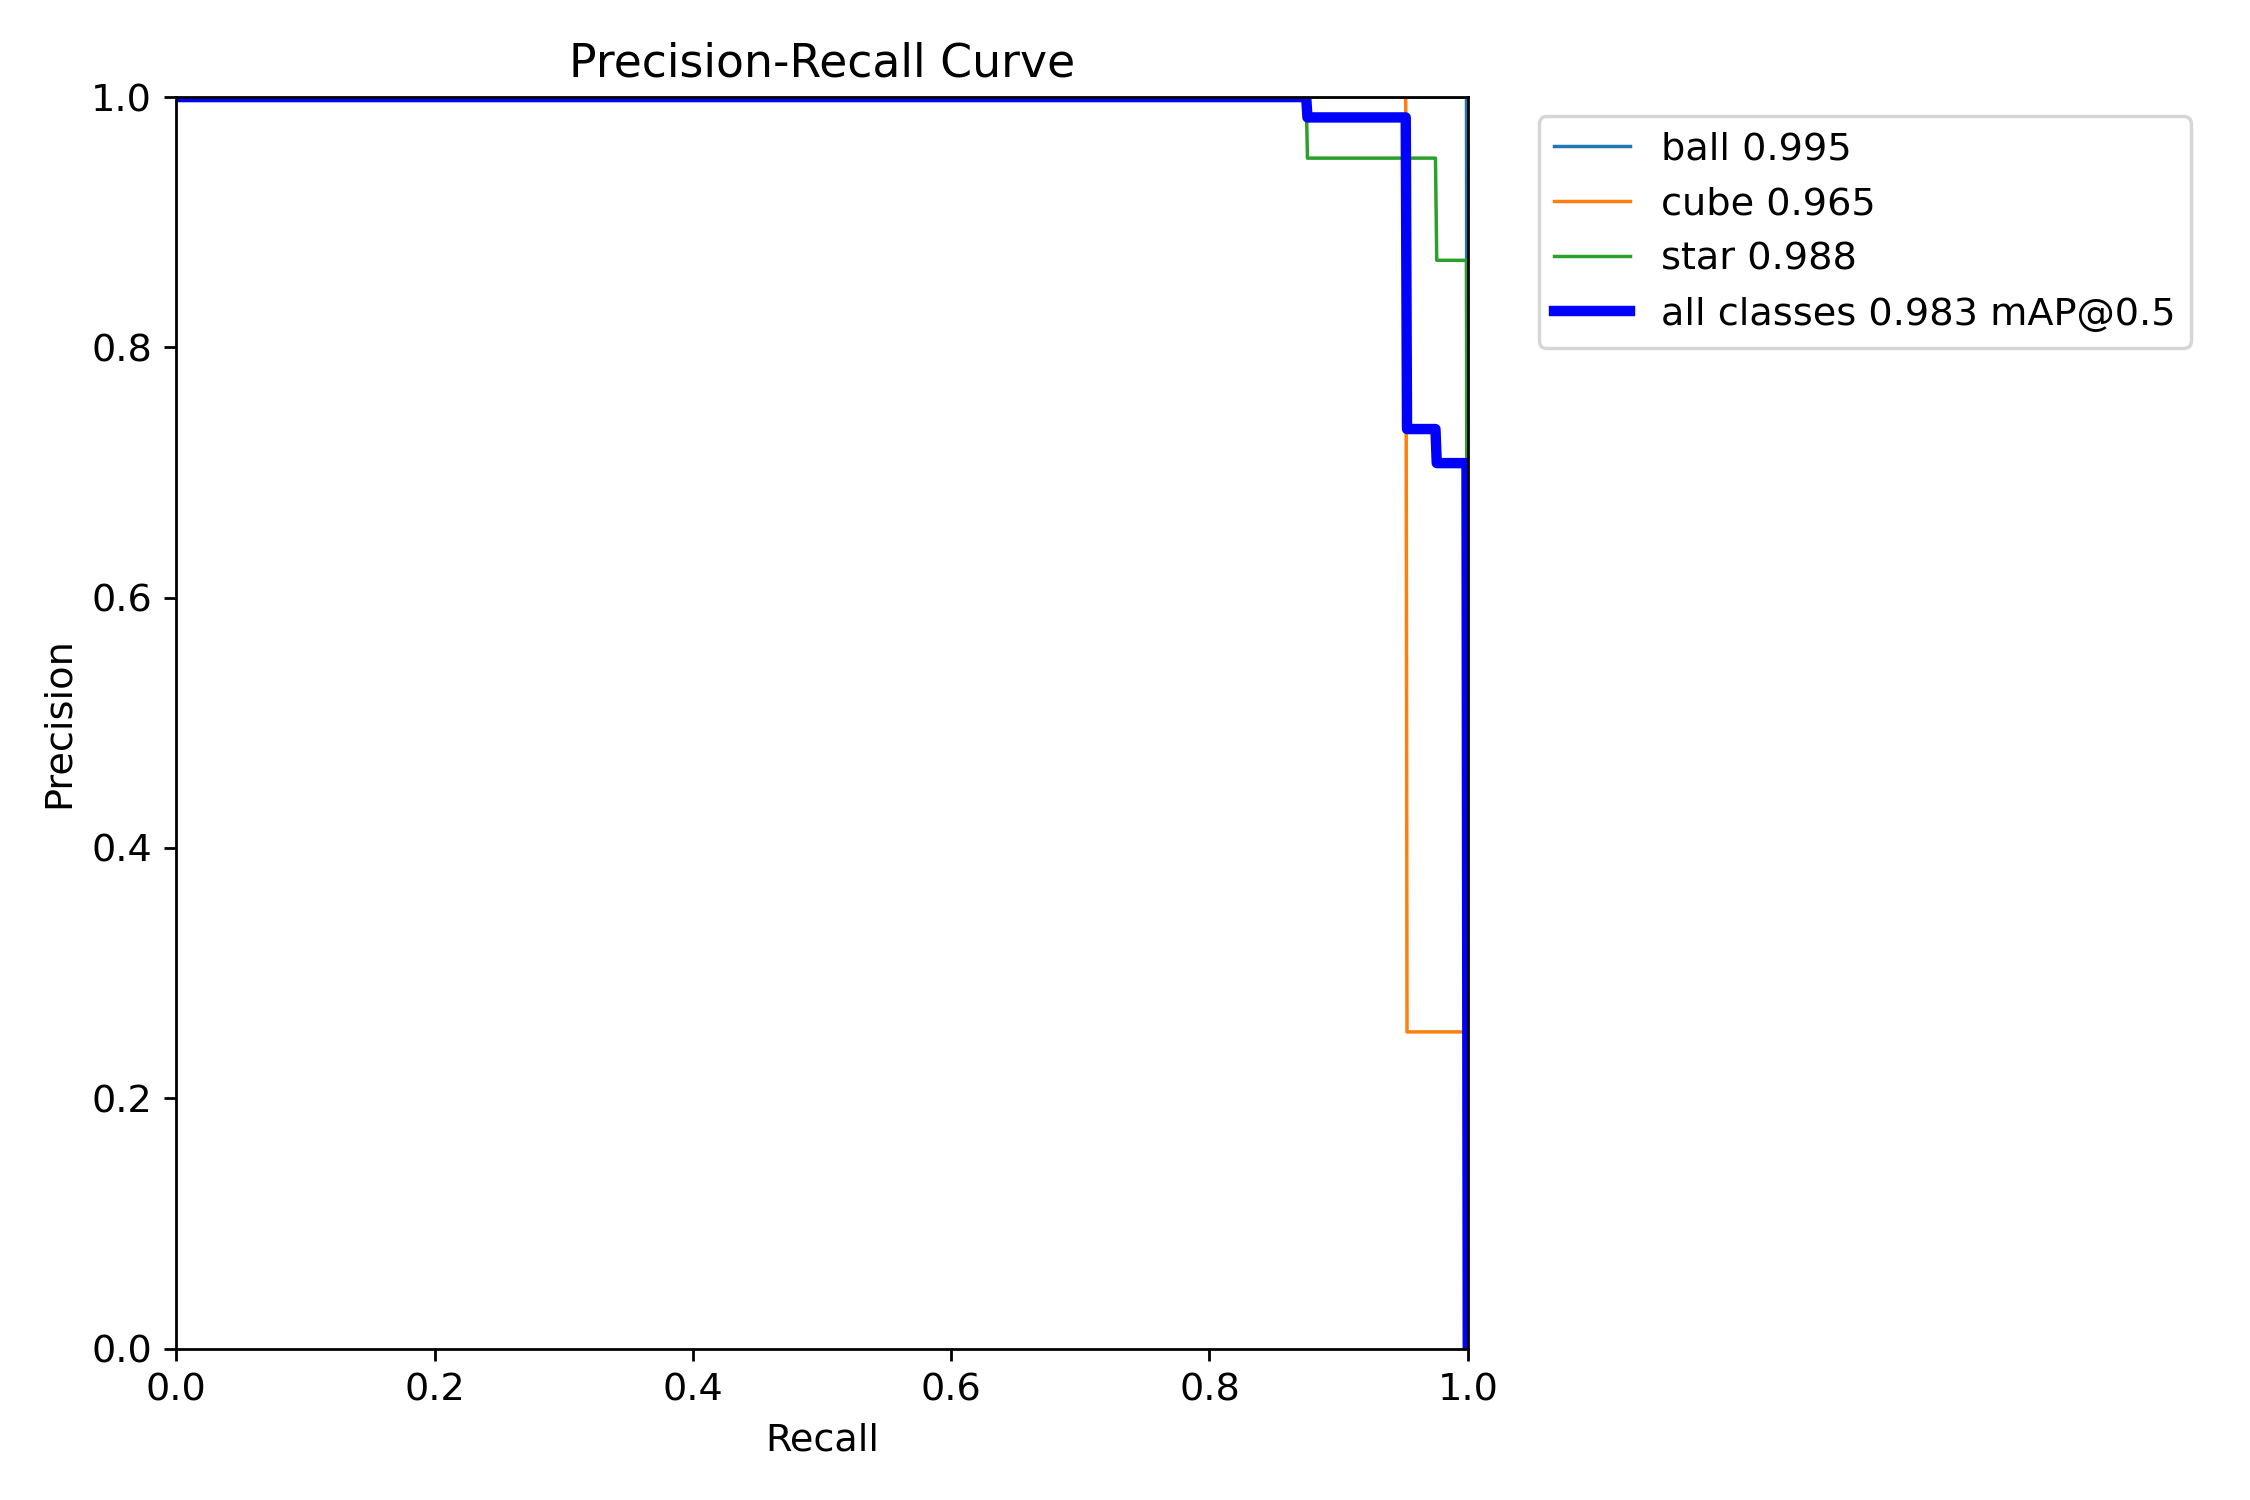 Precision-Recall Curve
1.0
0.8
0.6
0.4
0.2
0.0
Precision
0.0 0.2 0.4 0.6 0.8 1.0
Recall
ball 0.995
cube 0.965
star 0.988
all classes 0.983 mAP@0.5